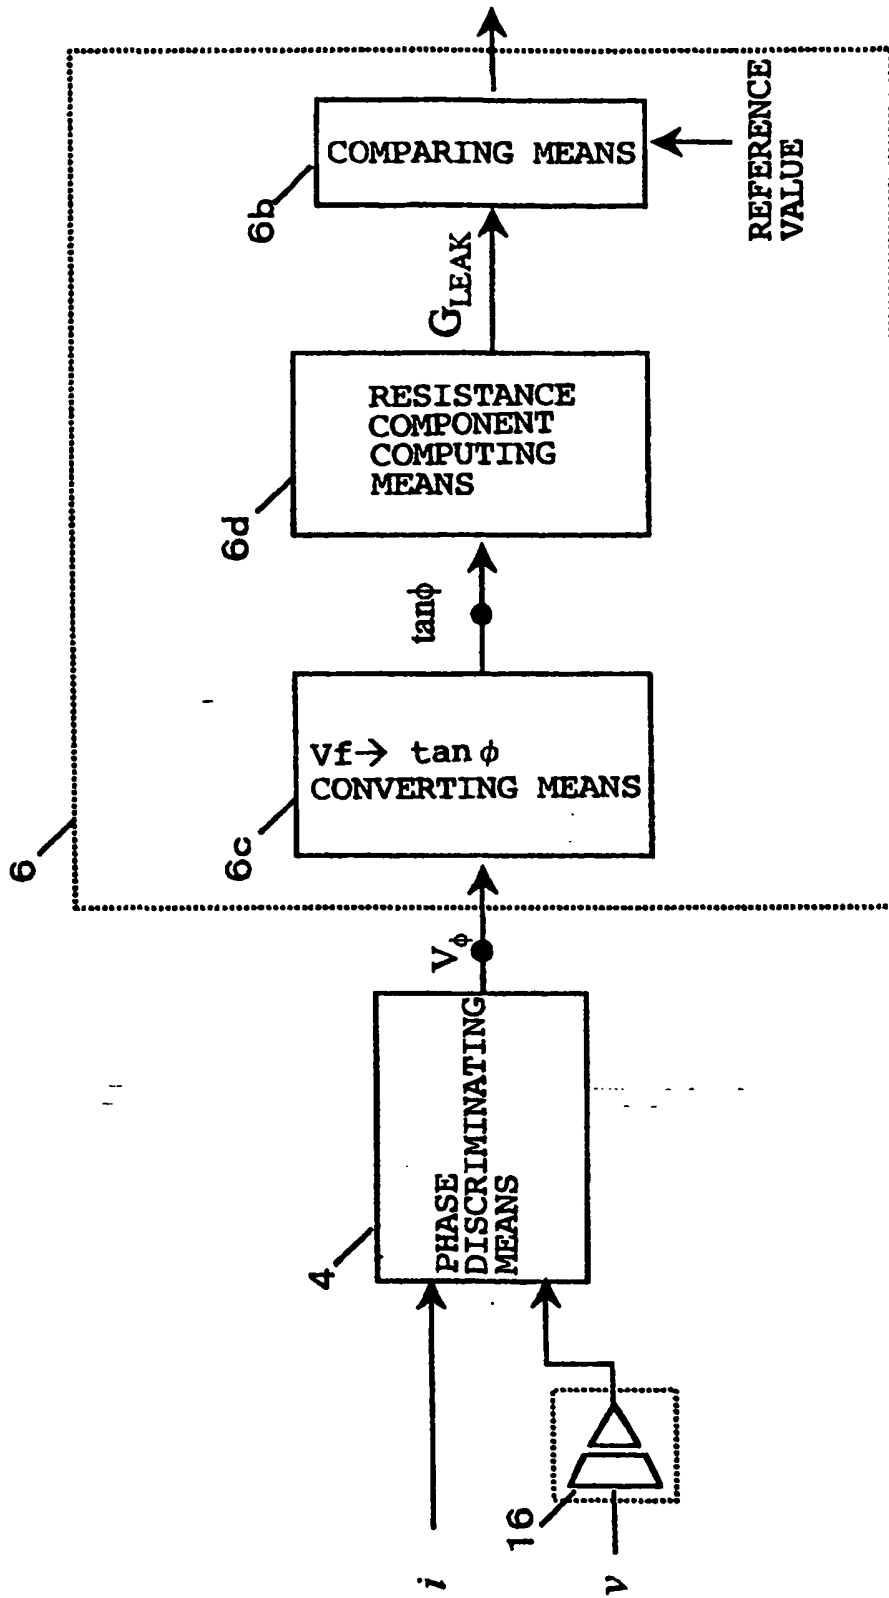 i
v
16
4
PHASE
DISCRIMINATING
MEANS
Vϕ
6
6c
Vf→ tanϕ
CONVERTING MEANS
tanϕ
6d
RESISTANCE
COMPONENT
COMPUTING
MEANS
GLEAK
6b
COMPARING MEANS
REFERENCE
VALUE